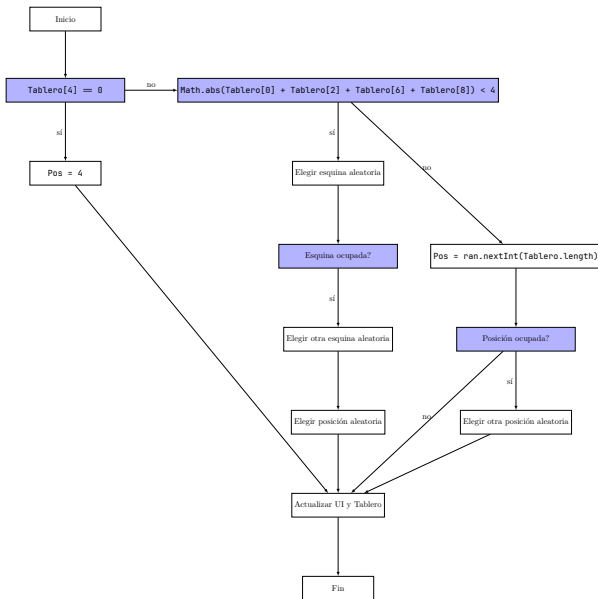 Inicio
Tablero[4] == 0
no
Math.abs(Tablero[0] + Tablero[2] + Tablero[6] + Tablero[8]) < 4
sí
sí
no
Pos = 4
Elegir esquina aleatoria
Esquina ocupada?
Pos = ran.nextInt(Tablero.length)
sí
Elegir otra esquina aleatoria
Posición ocupada?
sí
no
Elegir posición aleatoria
Elegir otra posición aleatoria
Actualizar UI y Tablero
Fin